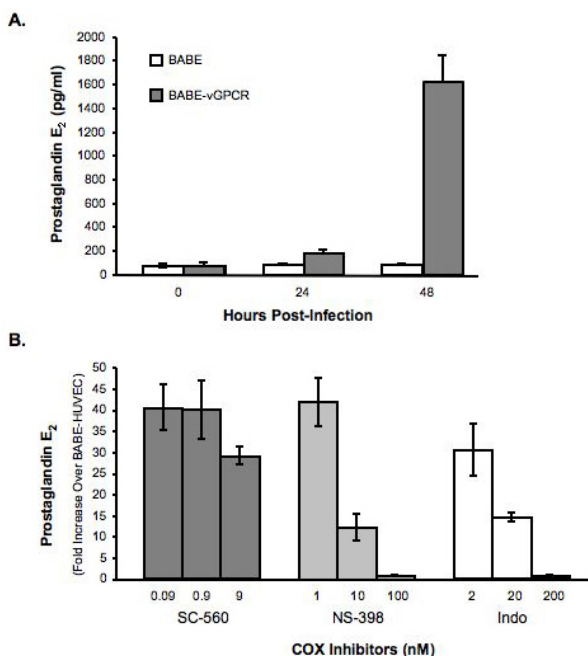 A.
BABE
BABE-vGPCR
Prostaglandin E2 (pg/ml)
2000
1800
1600
1400
1200
1000
800
600
400
200
0
0 24 48
Hours Post-Infection
B.
Prostaglandin E2
(Fold Increase Over BABE-HUVEC)
50
45
40
35
30
25
20
15
10
5
0
0.09 0.9 9 1 10 100 2 20 200
SC-560 NS-398 Indo
COX Inhibitors (nM)